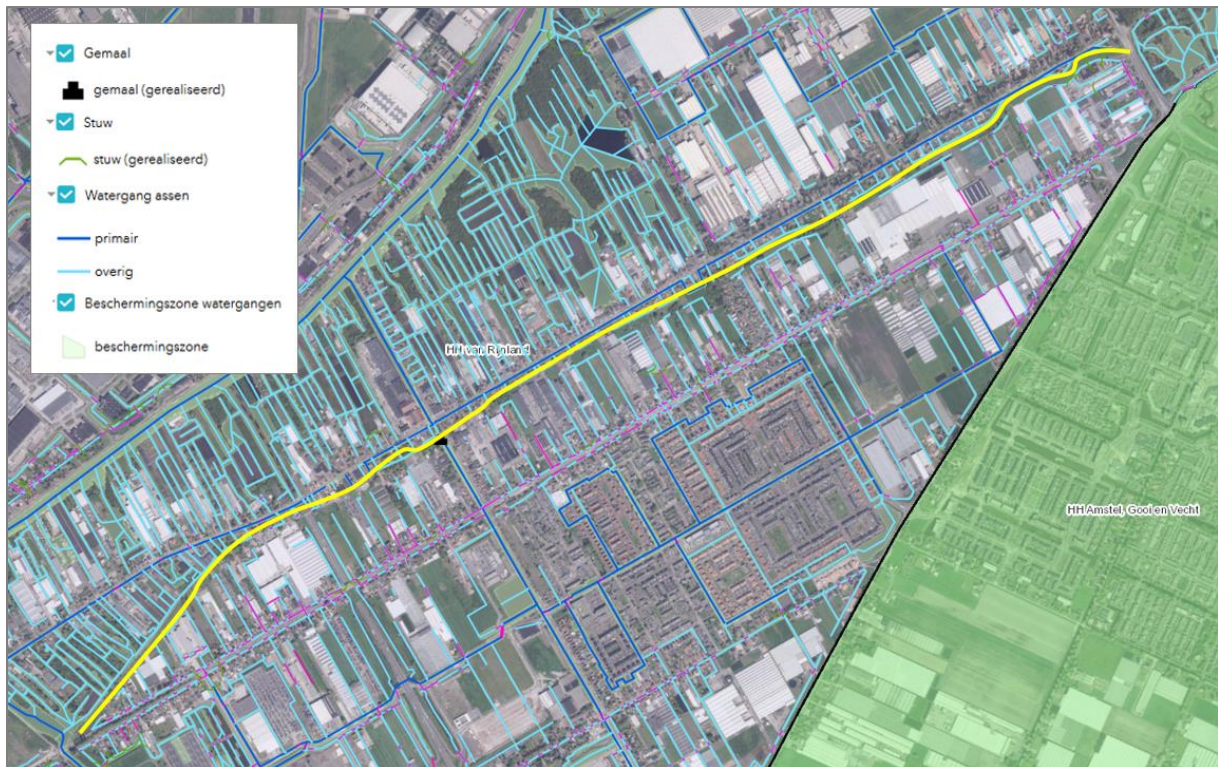 Gemaal
gemaal (gerealiseerd)
Stuw
stuw (gerealiseerd)
Watergang assen
primair
overig
Beschermingszone watergangen
beschermingszone
HH van Rijnland
HH Amstel, Gooi en Vecht